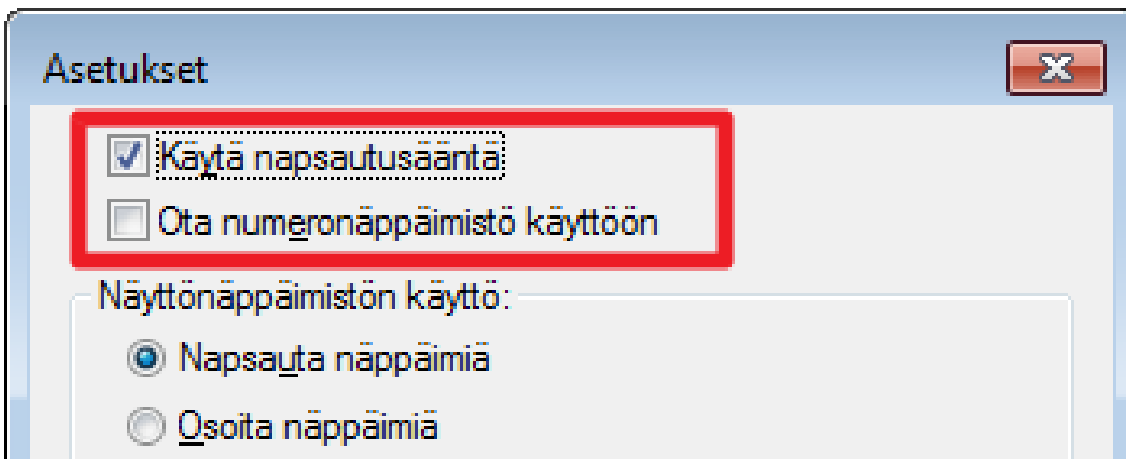 Asetukset
Käytä napsautusääntä
Ota numeronäppäimistö käyttöön
Näyttönäppäimistön käyttö:
Napsauta näppäimiä
Osoita näppäimiä